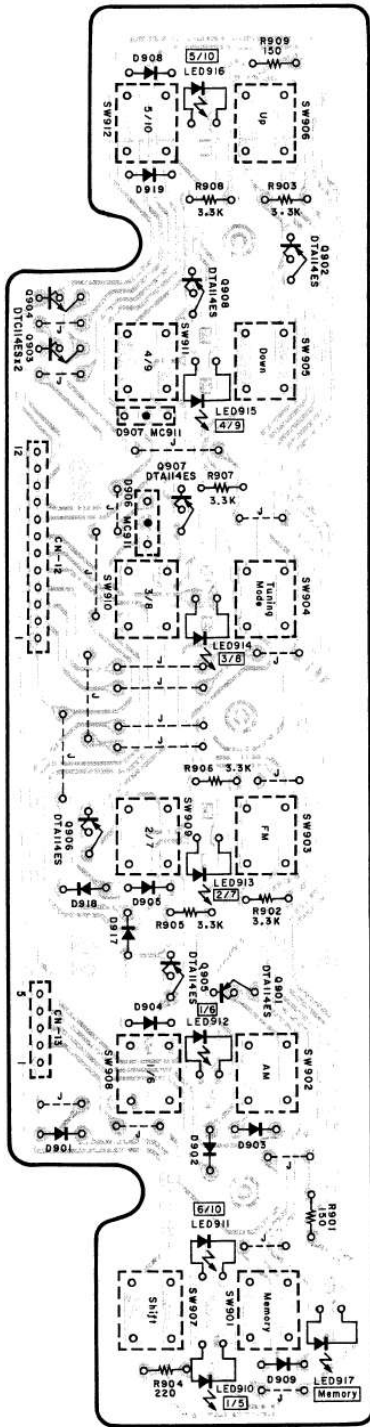 R909
150
5/10
D908
LED916
SW912
5/10
Up
SW906
D919
R908
3.3K
R903
3.3K
Q902
DTA114ES
Q908
DTA114ES
Q904
DTC114ES×2
Q903
J
J
SW911
4/9
Down
SW905
LED915
4/9
D907 MC911
J
12
Q907
DTA114ES
R907
3.3K
D906 MC911
J
J
J
CN-12
SW910
3/8
Tuning
Mode
SW904
1
LED914
3/8
J
J
J
J
J
J
J
J
R906 3.3K
J
Q906
DTA114ES
SW909
2/7
FM
SW903
LED913
2/7
D918
D905
R905 3.3K
R902
3.3K
D917
Q905
DTA114ES
Q901
DTA114ES
5
D904
1/6
LED912
CN-13
SW908
1/6
AM
SW902
1
J
J
D901
D902
D903
J
R901
150
6/10
LED911
J
Shift
SW907
SW901
Memory
R904
220
LED910
1/5
D909
J
LED917
Memory